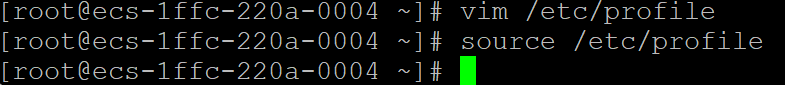 [root@ecs-1ffc-220a-0004 ~]# vim /etc/profile
[root@ecs-1ffc-220a-0004 ~]# source /etc/profile
[root@ecs-1ffc-220a-0004 ~]#